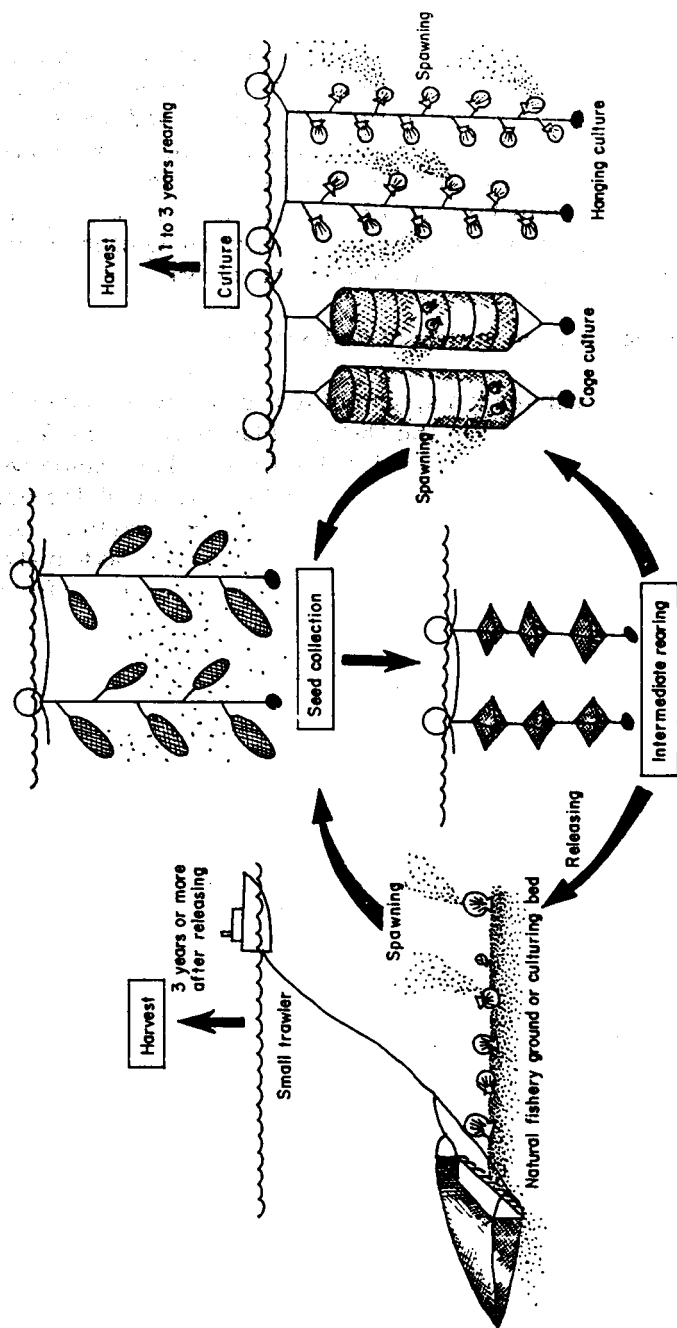 Harvest
3 years or more
after releasing
Small trawler
Spawning
Natural fishery ground or culturing bed
Releasing
Seed collection
Intermediate rearing
Harvest
1 to 3 years rearing
Culture
Spawning
Cage culture
Spawning
Hanging culture